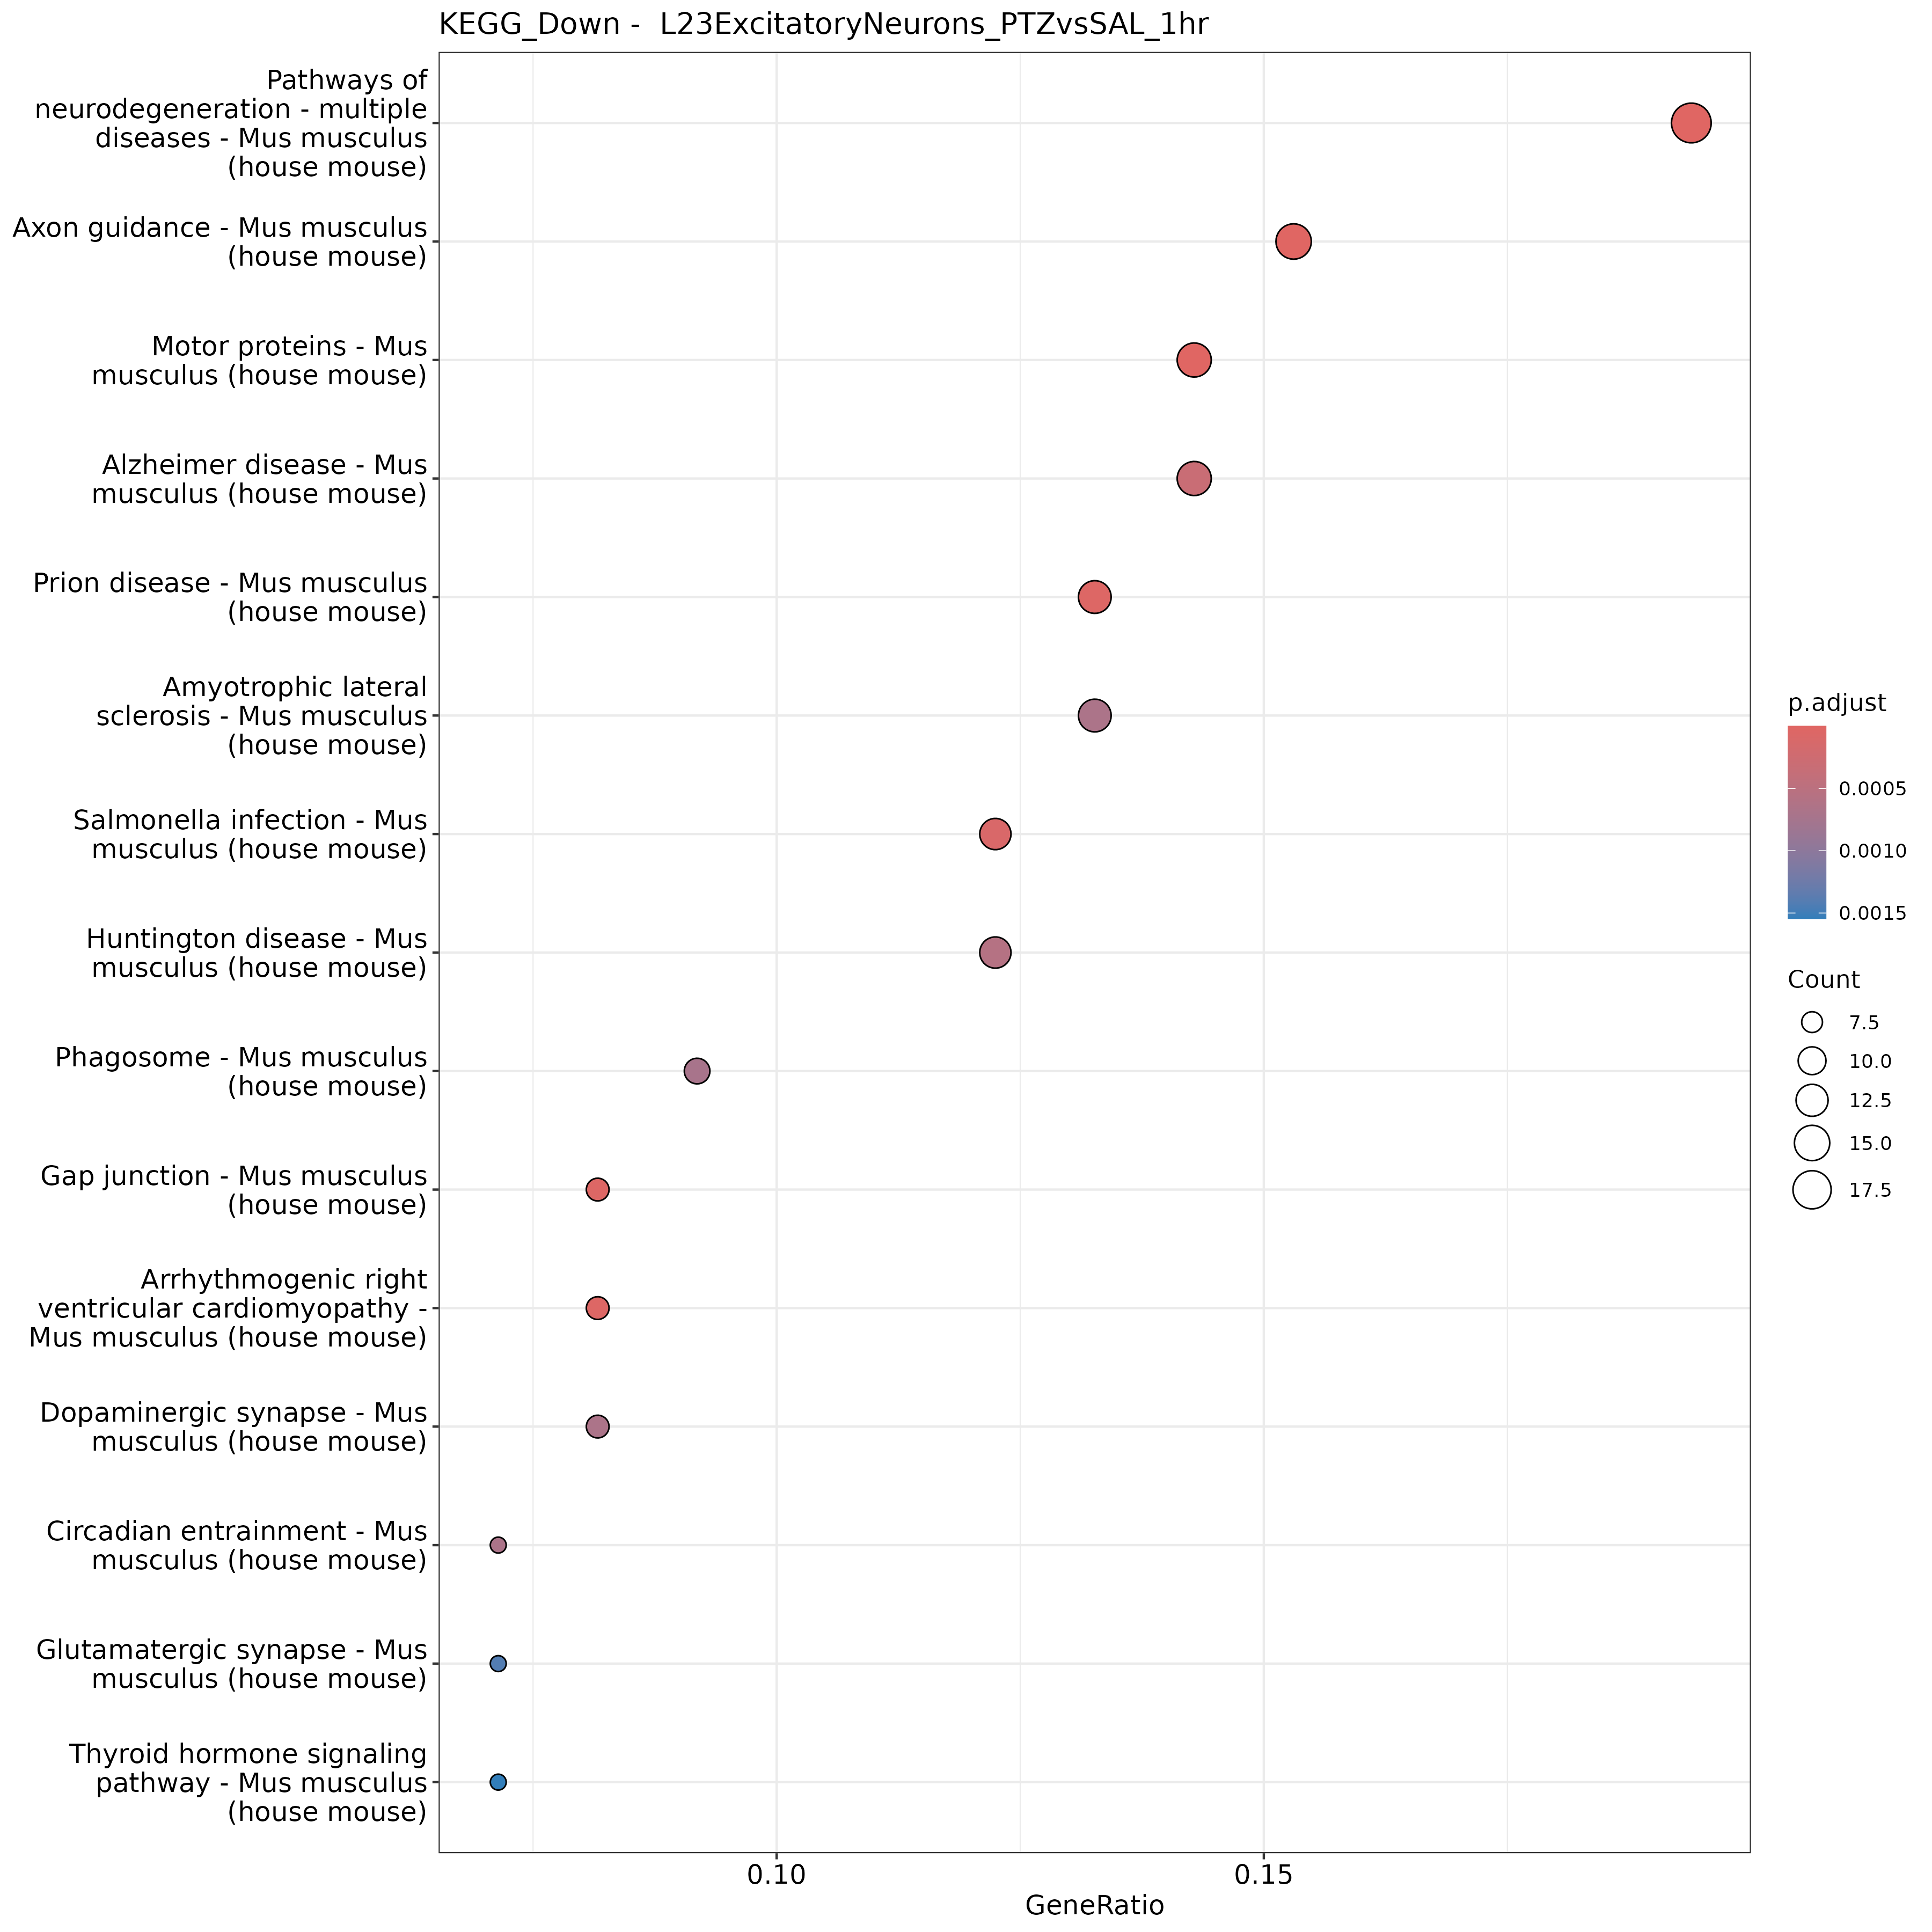 KEGG_Down -  L23ExcitatoryNeurons_PTZvsSAL_1hr
Pathways of
neurodegeneration - multiple
diseases - Mus musculus
(house mouse)
Axon guidance - Mus musculus
(house mouse)
Motor proteins - Mus
musculus (house mouse)
Alzheimer disease - Mus
musculus (house mouse)
Prion disease - Mus musculus
(house mouse)
Amyotrophic lateral
sclerosis - Mus musculus
(house mouse)
Salmonella infection - Mus
musculus (house mouse)
Huntington disease - Mus
musculus (house mouse)
Phagosome - Mus musculus
(house mouse)
Gap junction - Mus musculus
(house mouse)
Arrhythmogenic right
ventricular cardiomyopathy -
Mus musculus (house mouse)
Dopaminergic synapse - Mus
musculus (house mouse)
Circadian entrainment - Mus
musculus (house mouse)
Glutamatergic synapse - Mus
musculus (house mouse)
Thyroid hormone signaling
pathway - Mus musculus
(house mouse)
0.10
0.15
GeneRatio
p.adjust
0.0005
0.0010
0.0015
Count
7.5
10.0
12.5
15.0
17.5